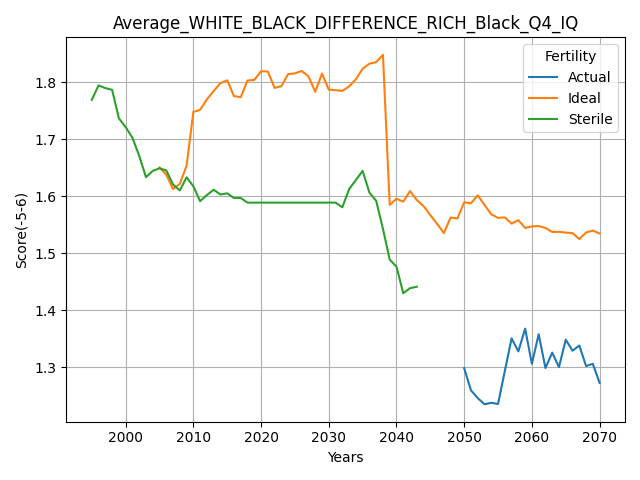 Average_WHITE_BLACK_DIFFERENCE_RICH_Black_Q4_IQ
Fertility
Actual
Ideal
Sterile
Score(-5-6)
1.8
1.7
1.6
1.5
1.4
1.3
2000 2010 2020 2030 2040 2050 2060 2070
Years